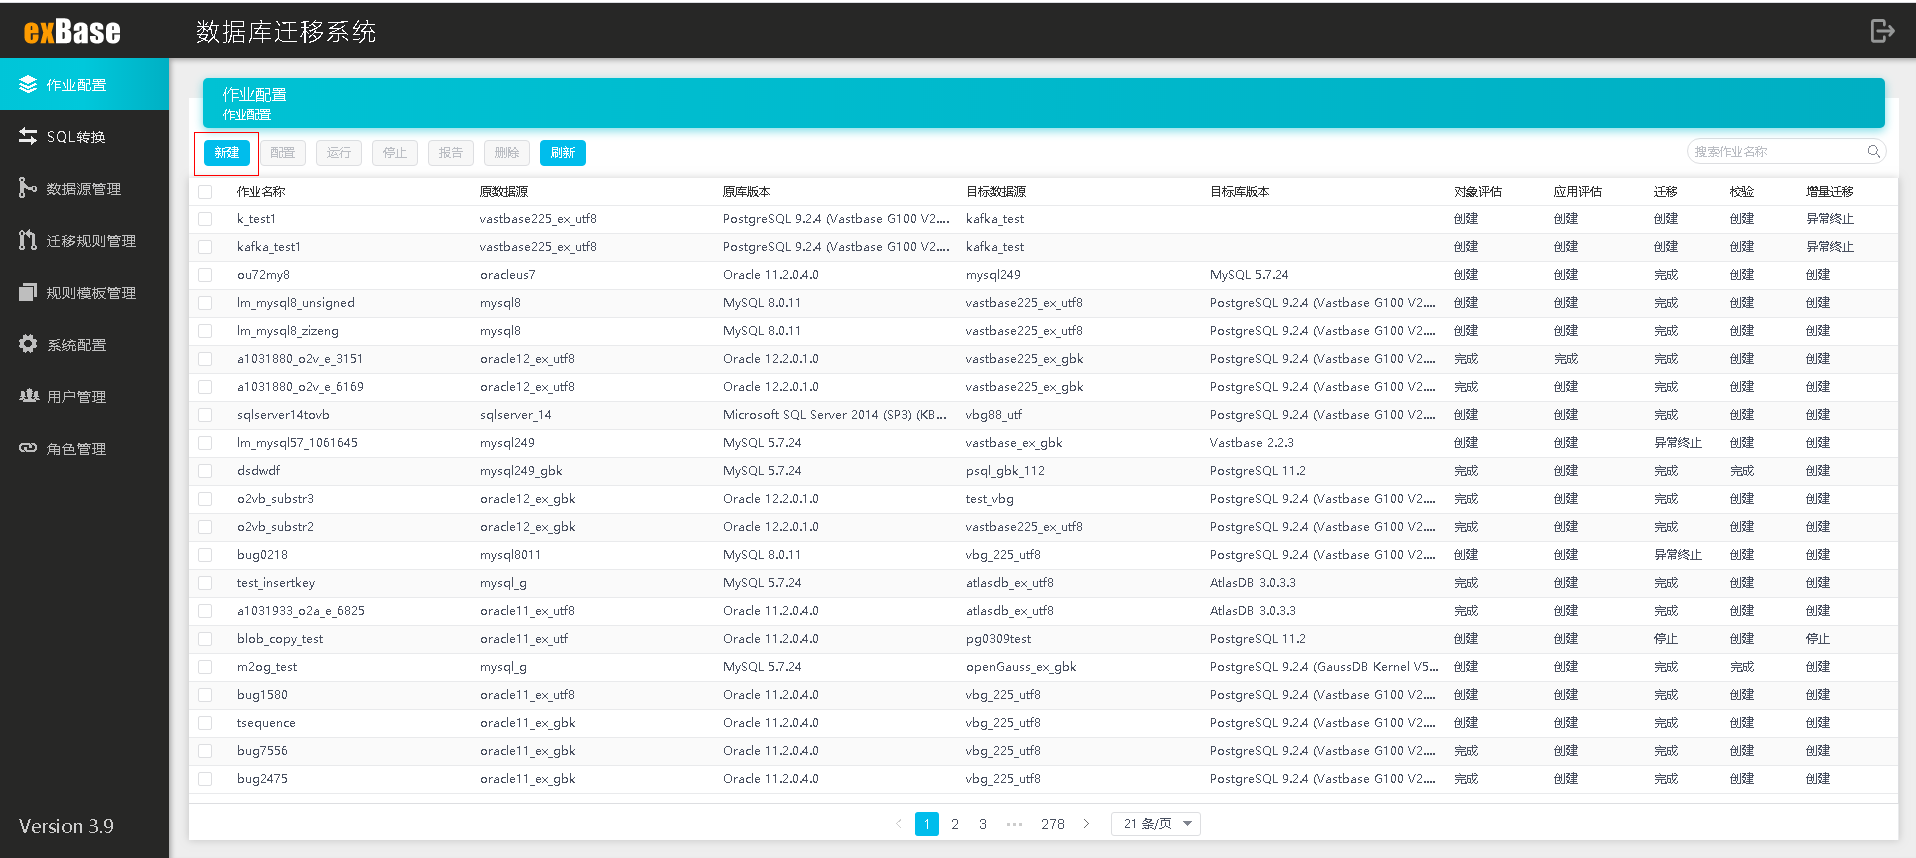 exBase 数据库迁移系统
作业配置
SQL转换
数据源管理
迁移规则管理
规则模板管理
系统配置
用户管理
角色管理
Version 3.9
作业配置
作业配置
新建 配置 运行 停止 报告 删除 刷新 搜索作业名称
作业名称 原数据源 原库版本 目标数据源 目标库版本 对象评估 应用评估 迁移 校验 增量迁移
k_test1 vastbase225_ex_utf8 PostgreSQL 9.2.4 (Vastbase G100 V2.... kafka_test 创建 创建 创建 创建 异常终止
kafka_test1 vastbase225_ex_utf8 PostgreSQL 9.2.4 (Vastbase G100 V2.... kafka_test 创建 创建 创建 创建 异常终止
ou72my8 oracleus7 Oracle 11.2.0.4.0 mysql249 MySQL 5.7.24 创建 创建 完成 创建 创建
lm_mysql8_unsigned mysql8 MySQL 8.0.11 vastbase225_ex_utf8 PostgreSQL 9.2.4 (Vastbase G100 V2.... 创建 创建 完成 创建 创建
lm_mysql8_zizeng mysql8 MySQL 8.0.11 vastbase225_ex_utf8 PostgreSQL 9.2.4 (Vastbase G100 V2.... 创建 创建 完成 创建 创建
a1031880_o2v_e_3151 oracle12_ex_utf8 Oracle 12.2.0.1.0 vastbase225_ex_gbk PostgreSQL 9.2.4 (Vastbase G100 V2.... 完成 完成 完成 创建 创建
a1031880_o2v_e_6169 oracle12_ex_utf8 Oracle 12.2.0.1.0 vastbase225_ex_gbk PostgreSQL 9.2.4 (Vastbase G100 V2.... 完成 创建 完成 创建 创建
sqlserver14tovb sqlserver_14 Microsoft SQL Server 2014 (SP3) (KB... vbg88_utf PostgreSQL 9.2.4 (Vastbase G100 V2.... 完成 创建 完成 创建 创建
lm_mysql57_1061645 mysql249 MySQL 5.7.24 vastbase_ex_gbk Vastbase 2.2.3 创建 创建 异常终止 创建 创建
dsdwdf mysql249_gbk MySQL 5.7.24 psql_gbk_112 PostgreSQL 11.2 完成 创建 完成 完成 创建
o2vb_substr3 oracle12_ex_gbk Oracle 12.2.0.1.0 test_vbg PostgreSQL 9.2.4 (Vastbase G100 V2.... 完成 创建 完成 创建 创建
o2vb_substr2 oracle12_ex_gbk Oracle 12.2.0.1.0 vastbase225_ex_utf8 PostgreSQL 9.2.4 (Vastbase G100 V2.... 完成 创建 完成 创建 创建
bug0218 mysql8011 MySQL 8.0.11 vbg_225_utf8 PostgreSQL 9.2.4 (Vastbase G100 V2.... 创建 创建 异常终止 创建 创建
test_insertkey mysql_g MySQL 5.7.24 atlasdb_ex_utf8 AtlasDB 3.0.3.3 完成 创建 完成 创建 创建
a1031933_o2a_e_6825 oracle11_ex_utf8 Oracle 11.2.0.4.0 atlasdb_ex_utf8 AtlasDB 3.0.3.3 完成 创建 完成 创建 创建
blob_copy_test oracle11_ex_utf Oracle 11.2.0.4.0 pg0309test PostgreSQL 11.2 创建 创建 停止 创建 停止
m2og_test mysql_g MySQL 5.7.24 openGauss_ex_gbk PostgreSQL 9.2.4 (GaussDB Kernel V5... 创建 创建 完成 完成 创建
bug1580 oracle11_ex_utf8 Oracle 11.2.0.4.0 vbg_225_utf8 PostgreSQL 9.2.4 (Vastbase G100 V2.... 创建 创建 完成 创建 创建
tsequence oracle11_ex_gbk Oracle 11.2.0.4.0 vbg_225_utf8 PostgreSQL 9.2.4 (Vastbase G100 V2.... 创建 创建 完成 创建 创建
bug7556 oracle11_ex_gbk Oracle 11.2.0.4.0 vbg_225_utf8 PostgreSQL 9.2.4 (Vastbase G100 V2.... 完成 创建 完成 创建 创建
bug2475 oracle11_ex_gbk Oracle 11.2.0.4.0 vbg_225_utf8 PostgreSQL 9.2.4 (Vastbase G100 V2.... 完成 创建 完成 创建 创建
1 2 3 ··· 278 21 条/页